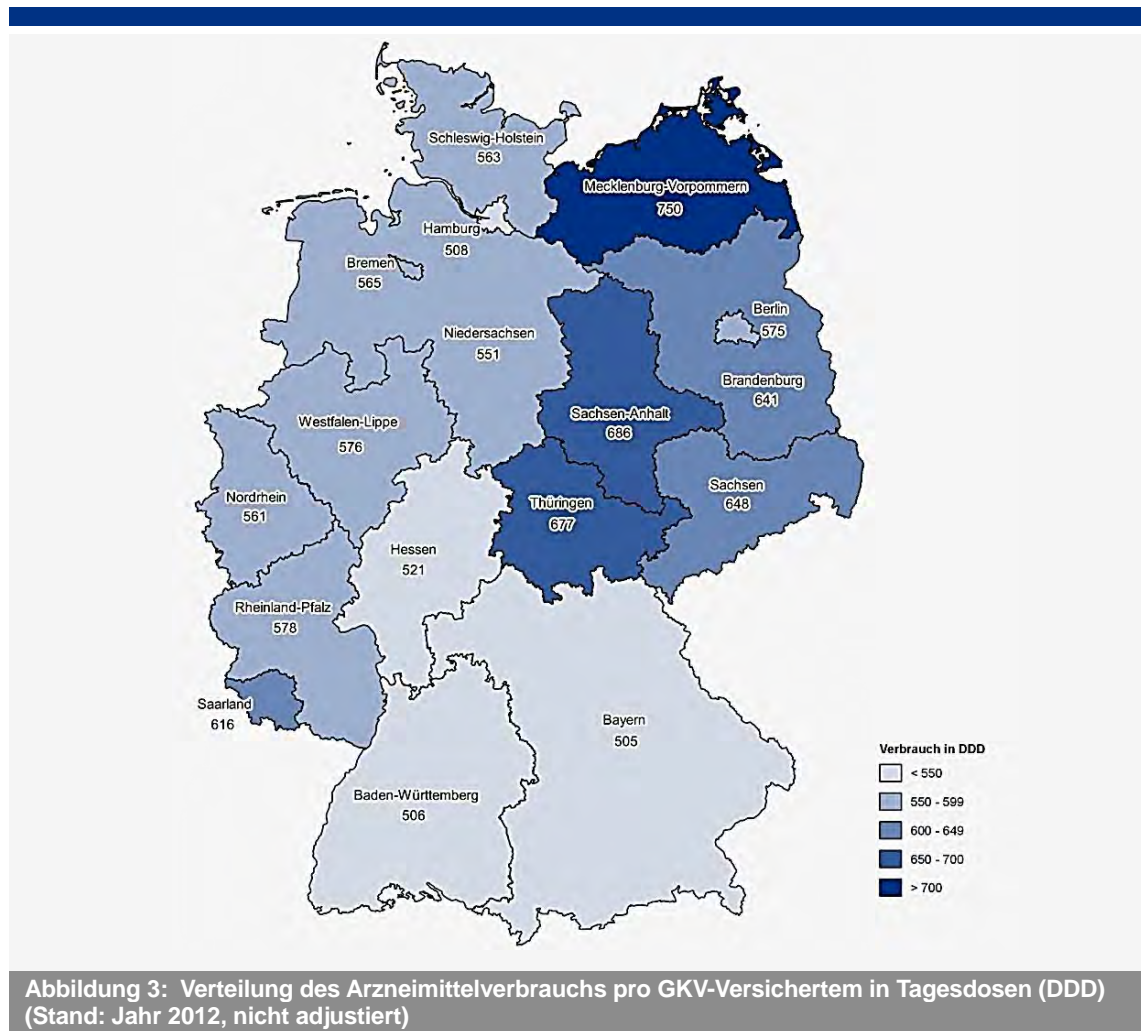 Schleswig-Holstein
563
Mecklenburg-Vorpommern
750
Hamburg
508
Bremen
565
Niedersachsen
551
Berlin
575
Brandenburg
641
Westfalen-Lippe
576
Sachsen-Anhalt
686
Nordrhein
561
Thüringen
677
Sachsen
648
Hessen
521
Rheinland-Pfalz
578
Saarland
616
Bayern
505
Baden-Württemberg
506
Verbrauch in DDD
< 550
550 - 599
600 - 649
650 - 700
> 700
Abbildung 3: Verteilung des Arzneimittelverbrauchs pro GKV-Versichertem in Tagesdosen (DDD)
(Stand: Jahr 2012, nicht adjustiert)